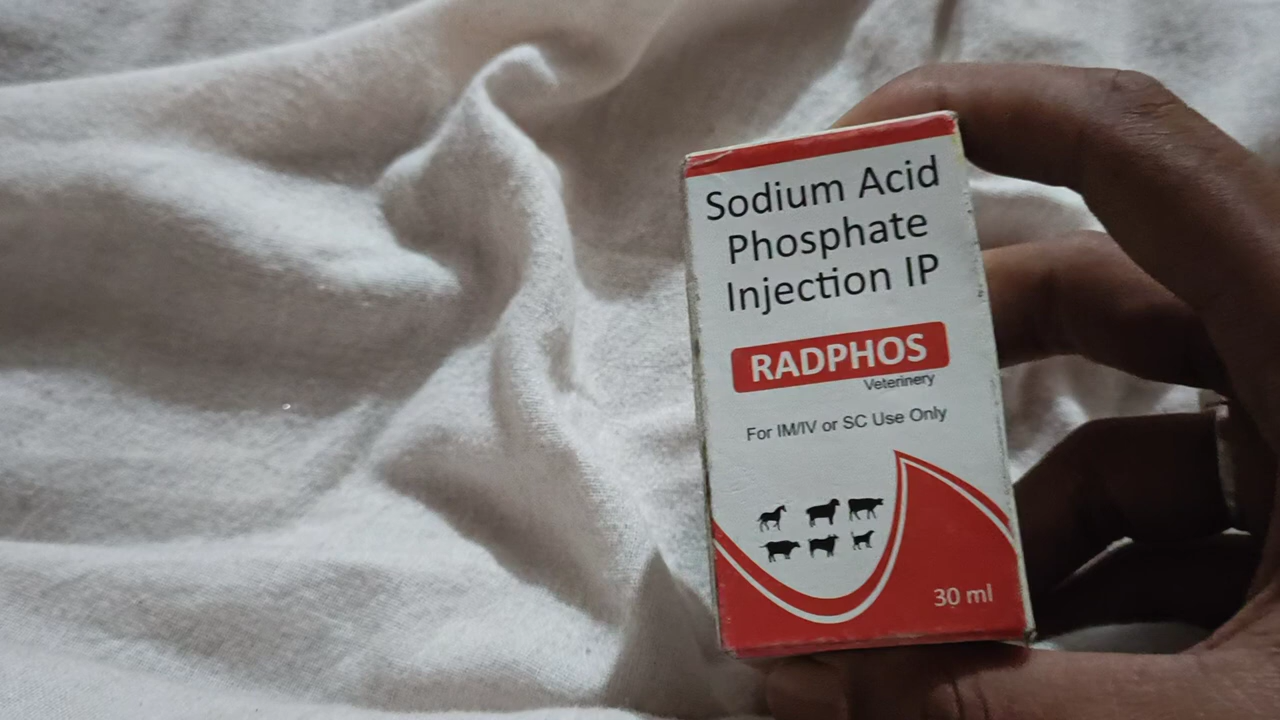 Sodium Acid
Phosphate
Injection IP
RADPHOS
Veterinery
For IM/IV or SC Use Only
30 ml